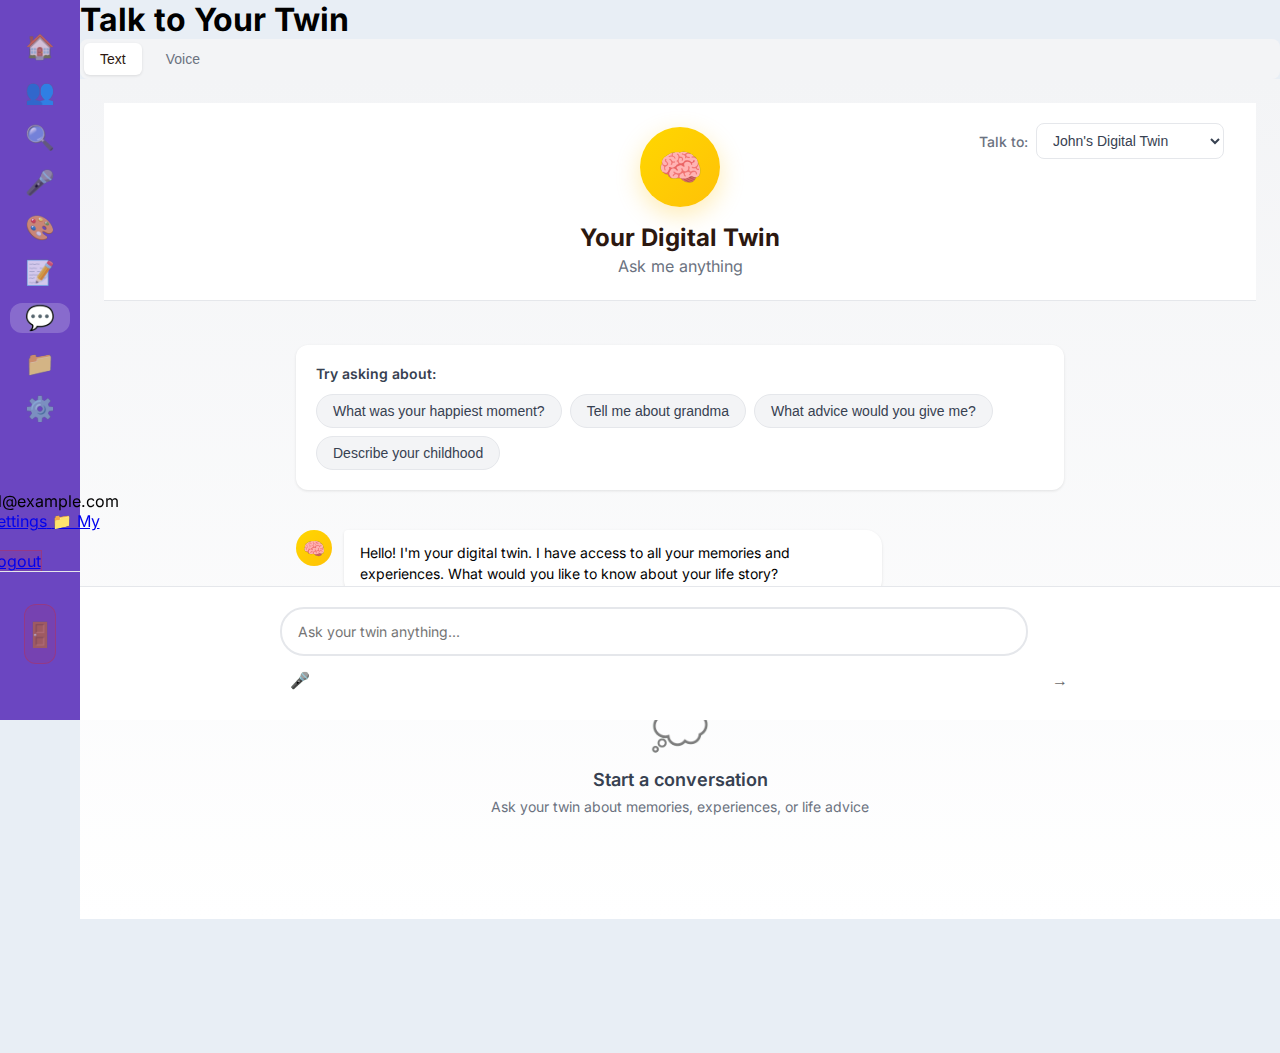 Talk to Your Twin
Text
Voice
Talk to:
John's Digital Twin
Your Digital Twin
Ask me anything
Try asking about:
What was your happiest moment?
Tell me about grandma
What advice would you give me?
Describe your childhood
@example.com
ettings 📁 My
ogout
Hello! I'm your digital twin. I have access to all your memories and
experiences. What would you like to know about your life story?
Ask your twin anything...
→
Start a conversation
Ask your twin about memories, experiences, or life advice